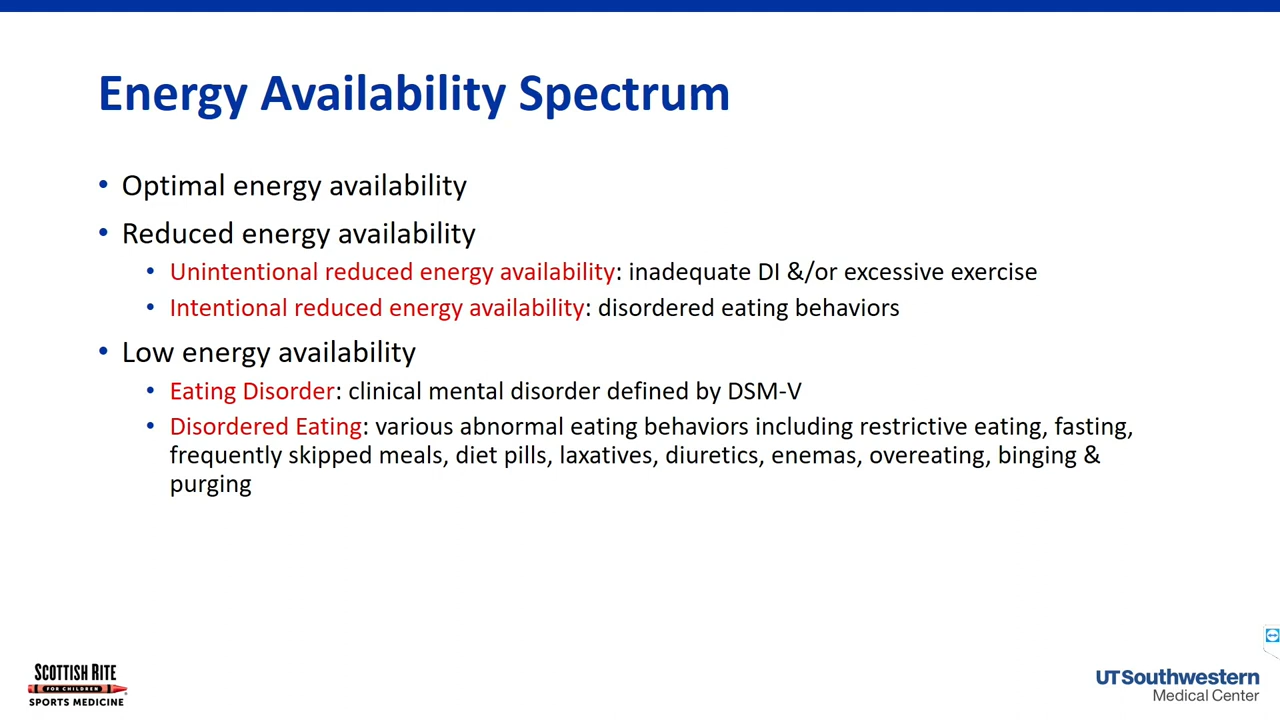 Energy Availability Spectrum
• Optimal energy availability
• Reduced energy availability
• Unintentional reduced energy availability: inadequate DI &/or excessive exercise
• Intentional reduced energy availability: disordered eating behaviors
• Low energy availability
• Eating Disorder: clinical mental disorder defined by DSM-V
• Disordered Eating: various abnormal eating behaviors including restrictive eating, fasting,
frequently skipped meals, diet pills, laxatives, diuretics, enemas, overeating, binging &
purging
SCOTTISH RITE
FOR CHILDREN
SPORTS MEDICINE
UTSouthwestern
Medical Center